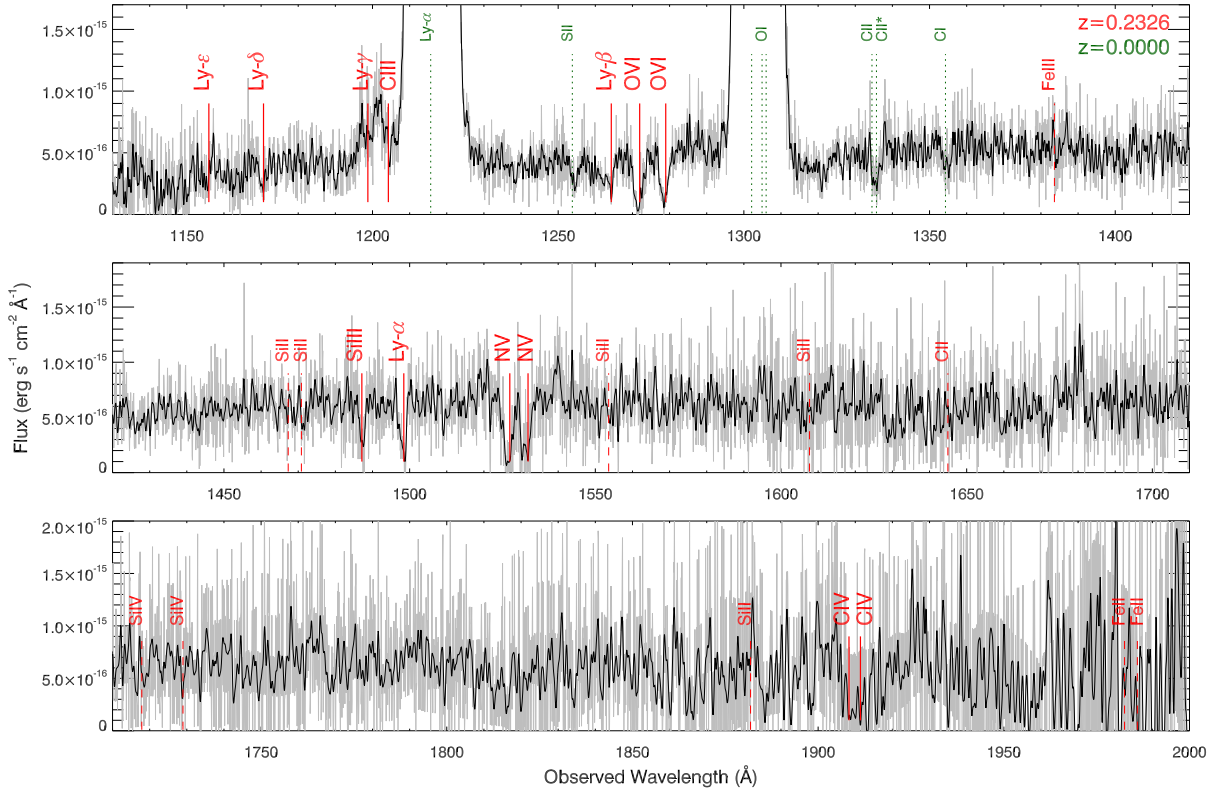 1.5×10⁻¹⁵
1.0×10⁻¹⁵
5.0×10⁻¹⁶
0
Ly-ε
Ly-δ
Ly-γ
CIII
Ly-α
SII
Ly-β
OVI
OVI
OI
CII
CII*
CI
FeIII
z=0.2326
z=0.0000
1150 1200 1250 1300 1350 1400
1.5×10⁻¹⁵
1.0×10⁻¹⁵
5.0×10⁻¹⁶
0
SiII
SiII
SiIII
Ly-α
NV
NV
SiII
SiII
CII
1450 1500 1550 1600 1650 1700
Flux (erg s⁻¹ cm⁻² Å⁻¹)
2.0×10⁻¹⁵
1.5×10⁻¹⁵
1.0×10⁻¹⁵
5.0×10⁻¹⁶
0
SiIV
SiIV
SiII
CIV
CIV
FeII
FeII
1750 1800 1850 1900 1950 2000
Observed Wavelength (Å)